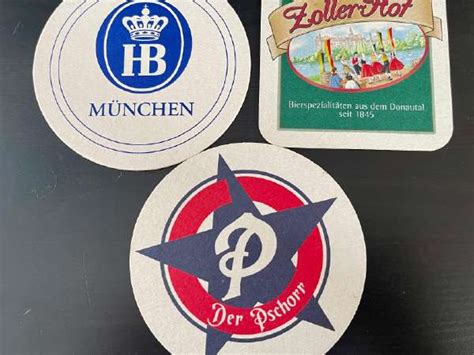 HB
MÜNCHEN
Zoller-Hof
Bierspezialitäten aus dem Donautal
seit 1845
P
Der Pschorr